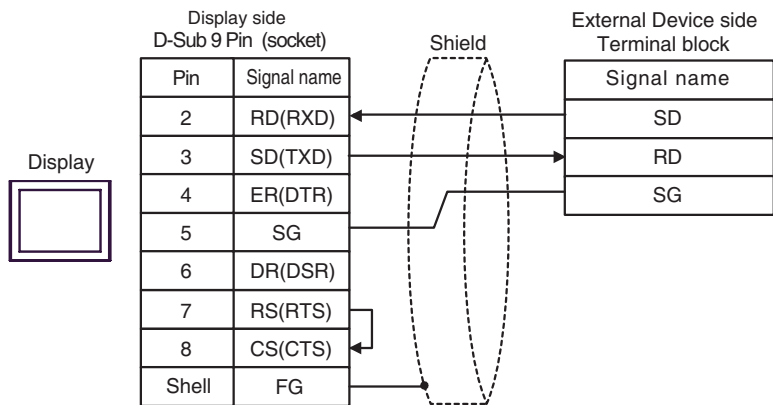 Display side
D-Sub 9 Pin (socket)
Shield
External Device side
Terminal block
Pin Signal name
Signal name
2 RD(RXD)
SD
3 SD(TXD)
RD
Display
4 ER(DTR)
SG
5 SG
6 DR(DSR)
7 RS(RTS)
8 CS(CTS)
Shell FG